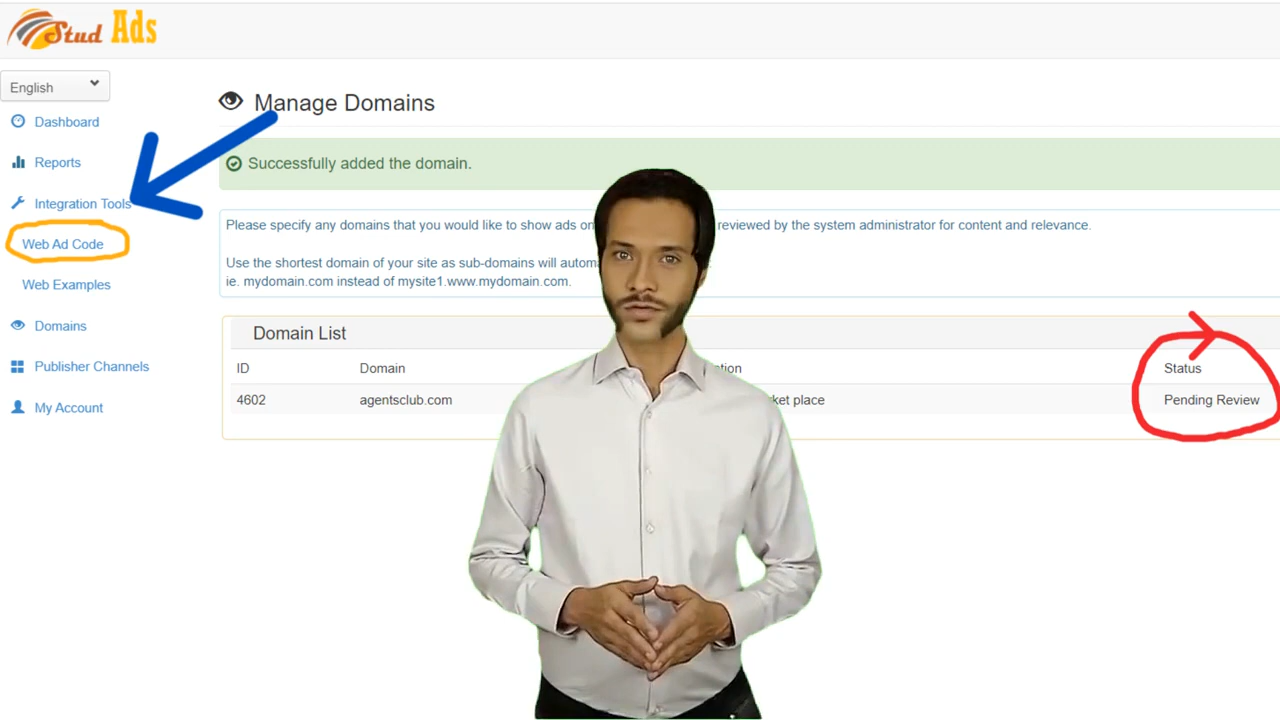 Stud Ads
English
Manage Domains
Dashboard
Reports
Successfully added the domain.
Integration Tools
Please specify any domains that you would like to show ads on reviewed by the system administrator for content and relevance.
Web Ad Code
Use the shortest domain of your site as sub-domains will
ie. mydomain.com instead of mysite1.www.mydomain.com.
Web Examples
Domains
Domain List
Publisher Channels
ID Domain Status
4602 agentsclub.com place Pending Review
My Account